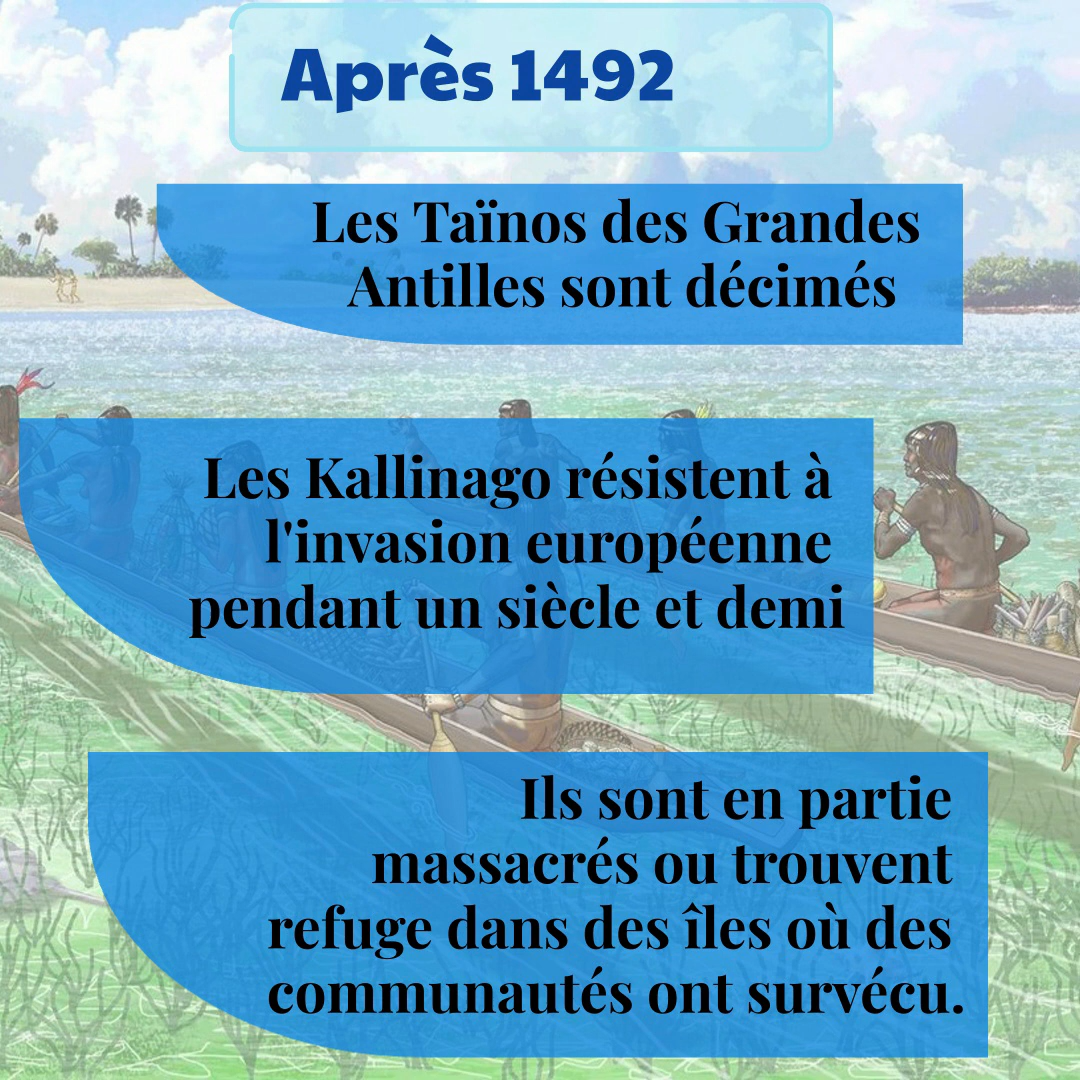 Après 1492
Les Taïnos des Grandes
Antilles sont décimés
Les Kallinago résistent à
l'invasion européenne
pendant un siècle et demi
Ils sont en partie
massacrés ou trouvent
refuge dans des îles où des
communautés ont survécu.